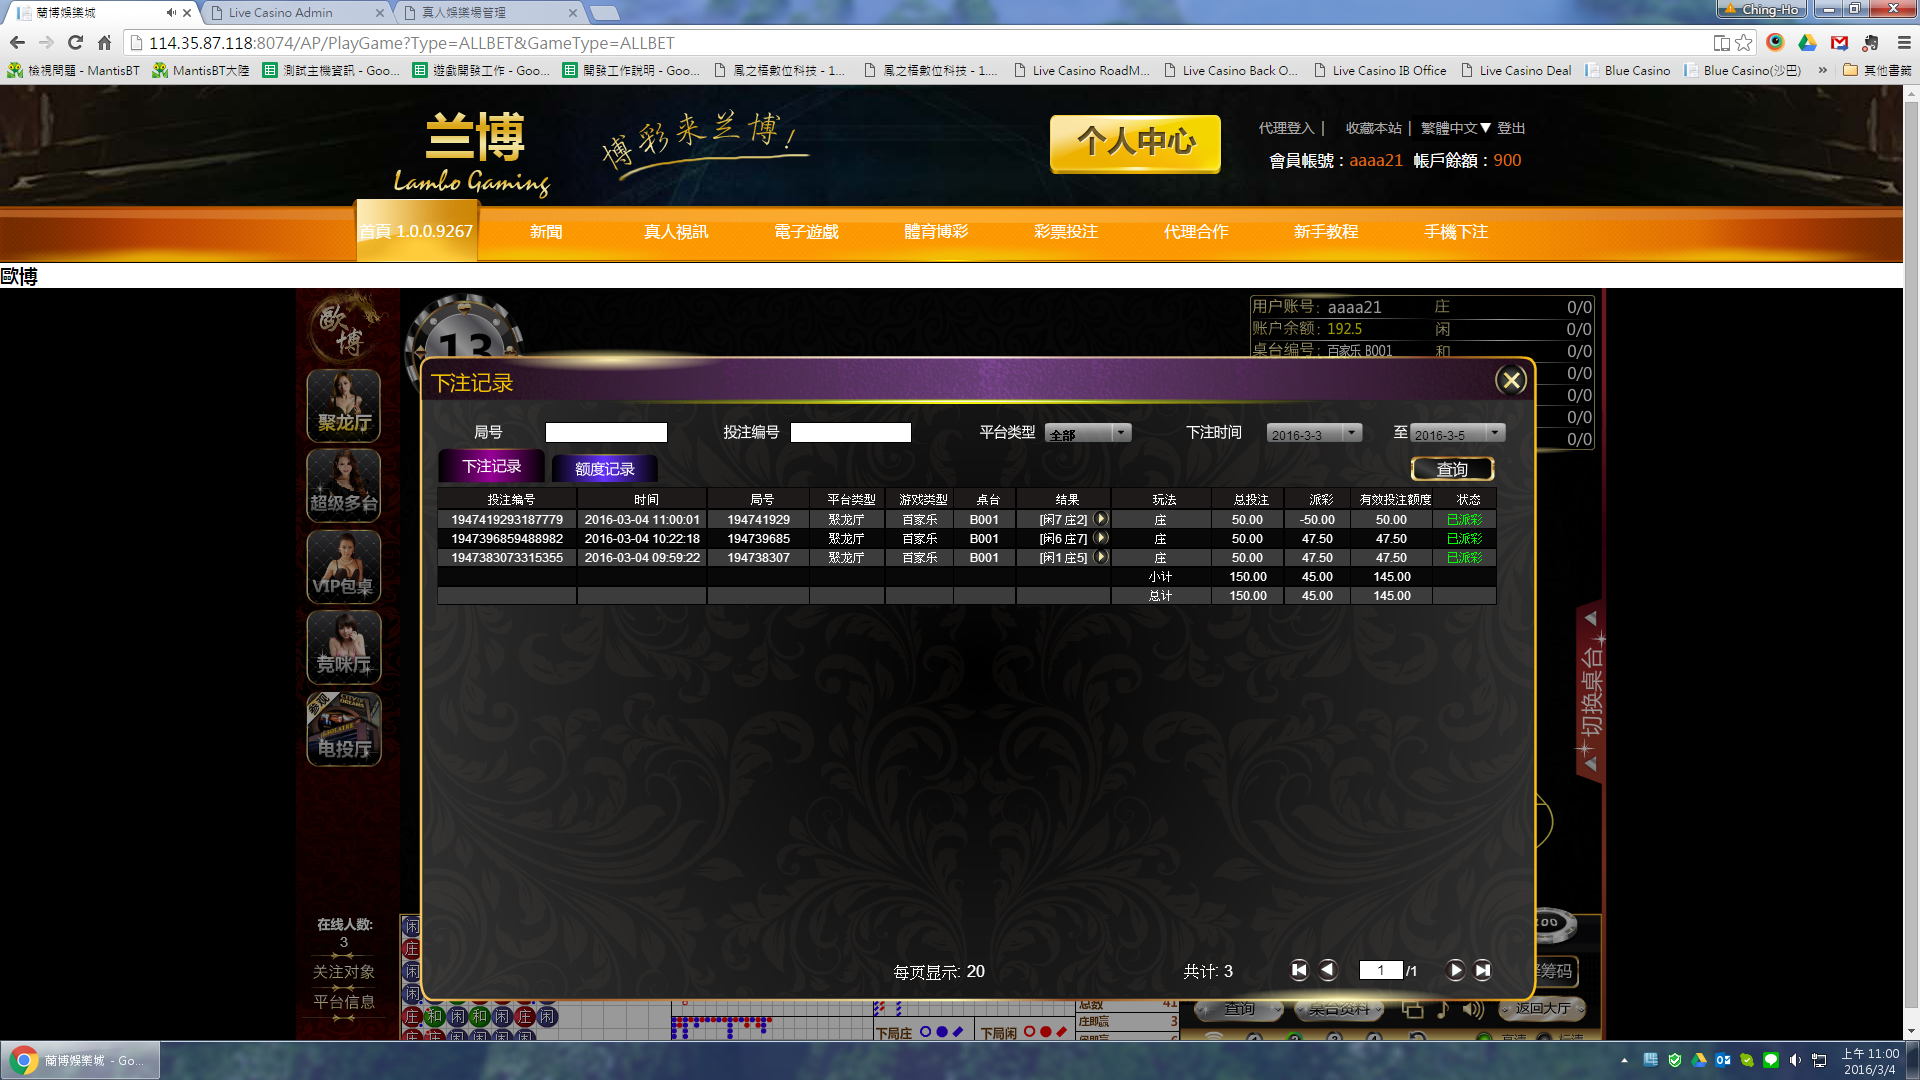 蘭博娛樂城
Live Casino Admin
真人娛樂場管理
Ching-Ho
114.35.87.118:8074/AP/PlayGame?Type=ALLBET&GameType=ALLBET
檢視問題 - MantisBT
MantisBT大陸
測試主機資訊 - Goo...
遊戲開發工作 - Goo...
開發工作說明 - Goo...
風之梧數位科技 - 1...
風之梧數位科技 - 1....
Live Casino RoadM...
Live Casino Back O...
Live Casino IB Office
Live Casino Deal
Blue Casino
Blue Casino(沙巴)
»
其他書籤
兰博
Lambo Gaming
博彩来兰博!
个人中心
代理登入 | 收藏本站 | 繁體中文▼ 登出
會員帳號：aaaa21 帳戶餘額：900
首頁 1.0.0.9267
新聞
真人視訊
電子遊戲
體育博彩
彩票投注
代理合作
新手教程
手機下注
歐博
歐博
13
用户账号: aaaa21 庄 0/0
账户余额: 192.5 闲 0/0
桌台编号: 百家乐 B001 和 0/0
0/0
0/0
0/0
0/0
聚龙厅
超级多台
VIP包桌
竞咪厅
电投厅
下注记录
局号
投注编号
平台类型 全部
下注时间 2016-3-3 至 2016-3-5
下注记录 额度记录 查询
投注编号 时间 局号 平台类型 游戏类型 桌台 结果 玩法 总投注 派彩 有效投注额度 状态
1947419293187779 2016-03-04 11:00:01 194741929 聚龙厅 百家乐 B001 [闲7 庄2] 庄 50.00 -50.00 50.00 已派彩
1947396859488982 2016-03-04 10:22:18 194739685 聚龙厅 百家乐 B001 [闲6 庄7] 庄 50.00 47.50 47.50 已派彩
1947383073315355 2016-03-04 09:59:22 194738307 聚龙厅 百家乐 B001 [闲1 庄5] 庄 50.00 47.50 47.50 已派彩
小计 150.00 45.00 145.00
总计 150.00 45.00 145.00
切换桌台
每页显示: 20
共计: 3
1 /1
在线人数:
3
关注对象
平台信息
闲
庄
闲
闲
庄 和 闲 和 闲 庄 闲
下局庄
下局闲
总数 41
庄即赢 3
筹码
查询
桌台资料
返回大厅
蘭博娛樂城 - Go...
上午 11:00
2016/3/4